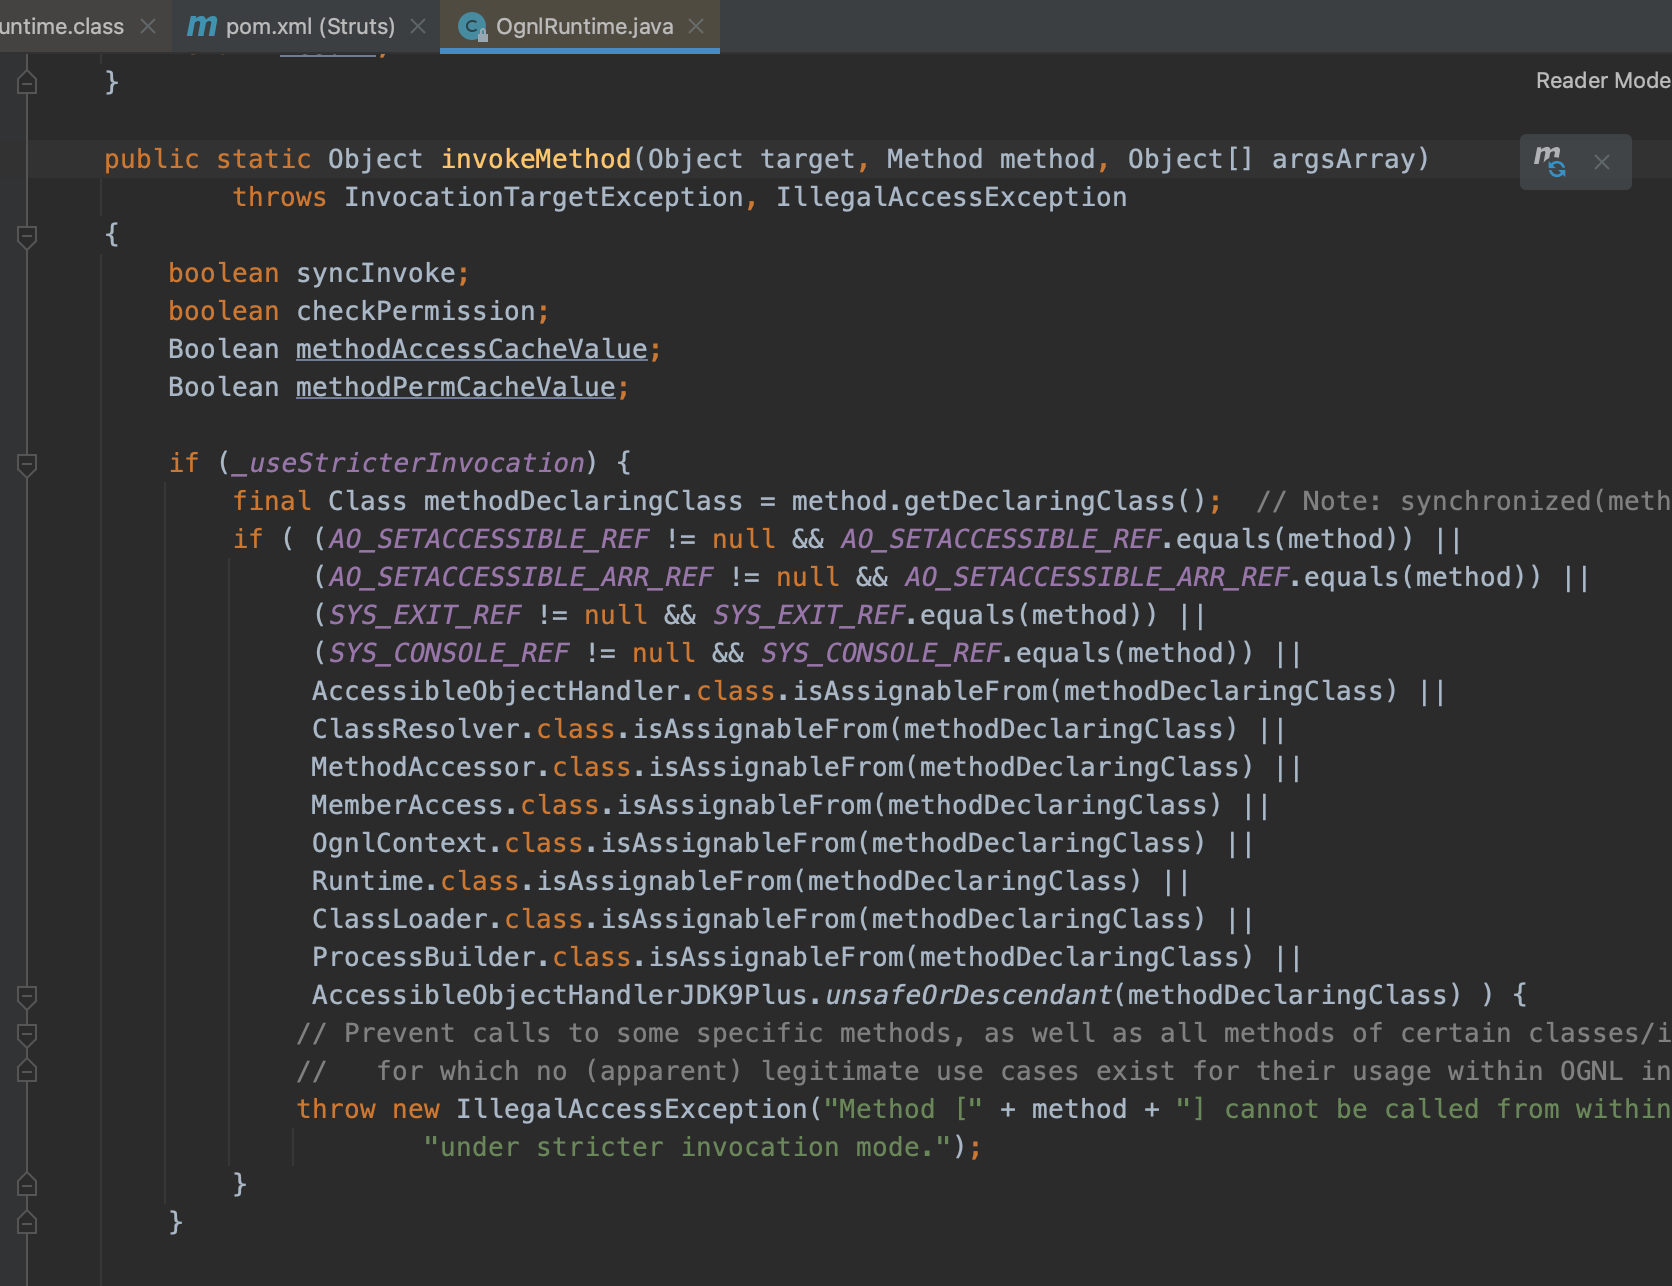 untime.class
m pom.xml (Struts)
C OgnlRuntime.java
}
Reader Mode
public static Object invokeMethod(Object target, Method method, Object[] argsArray)
m
throws InvocationTargetException, IllegalAccessException
{
boolean syncInvoke;
boolean checkPermission;
Boolean methodAccessCacheValue;
Boolean methodPermCacheValue;
if (_useStricterInvocation) {
final Class methodDeclaringClass = method.getDeclaringClass();  // Note: synchronized(meth
if ( (AO_SETACCESSIBLE_REF != null && AO_SETACCESSIBLE_REF.equals(method)) ||
(AO_SETACCESSIBLE_ARR_REF != null && AO_SETACCESSIBLE_ARR_REF.equals(method)) ||
(SYS_EXIT_REF != null && SYS_EXIT_REF.equals(method)) ||
(SYS_CONSOLE_REF != null && SYS_CONSOLE_REF.equals(method)) ||
AccessibleObjectHandler.class.isAssignableFrom(methodDeclaringClass) ||
ClassResolver.class.isAssignableFrom(methodDeclaringClass) ||
MethodAccessor.class.isAssignableFrom(methodDeclaringClass) ||
MemberAccess.class.isAssignableFrom(methodDeclaringClass) ||
OgnlContext.class.isAssignableFrom(methodDeclaringClass) ||
Runtime.class.isAssignableFrom(methodDeclaringClass) ||
ClassLoader.class.isAssignableFrom(methodDeclaringClass) ||
ProcessBuilder.class.isAssignableFrom(methodDeclaringClass) ||
AccessibleObjectHandlerJDK9Plus.unsafeOrDescendant(methodDeclaringClass) ) {
// Prevent calls to some specific methods, as well as all methods of certain classes/i
//   for which no (apparent) legitimate use cases exist for their usage within OGNL in
throw new IllegalAccessException("Method [" + method + "] cannot be called from within
"under stricter invocation mode.");
}
}